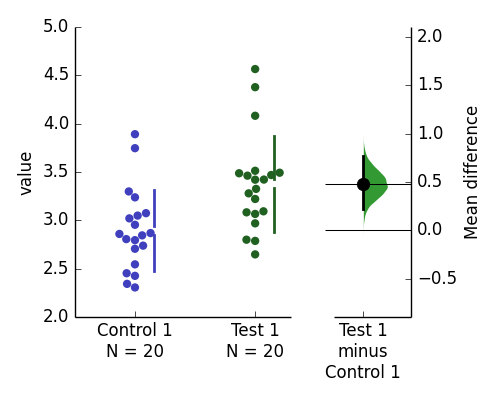 value
5.0
4.5
4.0
3.5
3.0
2.5
2.0
Control 1
N = 20
Test 1
N = 20
Test 1
minus
Control 1
2.0
1.5
1.0
0.5
0.0
−0.5
Mean difference